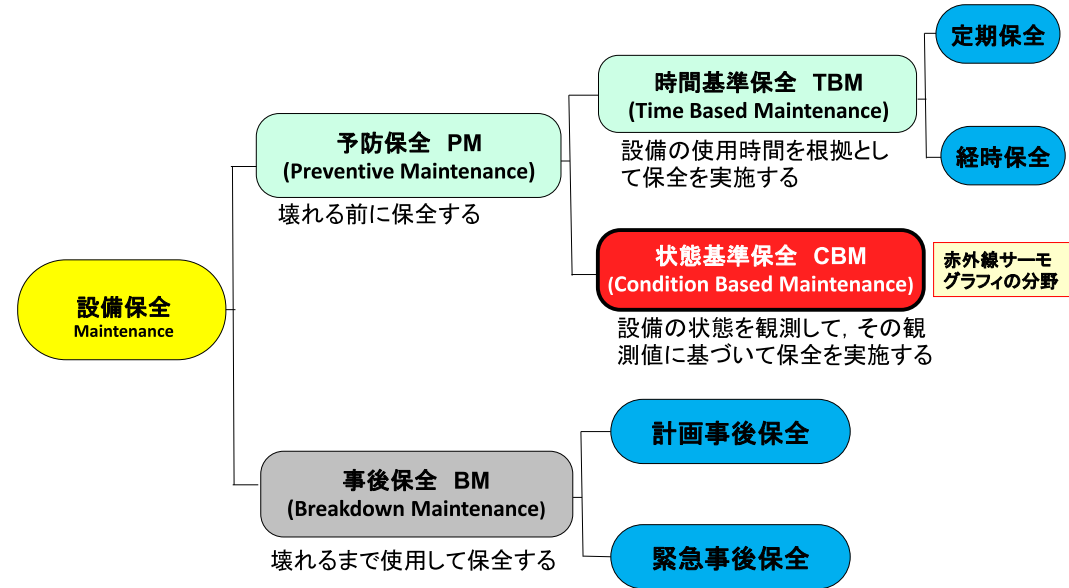 定期保全
時間基準保全　TBM
(Time Based Maintenance)
経時保全
設備の使用時間を根拠とし
て保全を実施する
予防保全　PM
(Preventive Maintenance)
壊れる前に保全する
状態基準保全　CBM
(Condition Based Maintenance)
赤外線サーモ
グラフィの分野
設備の状態を観測して，その観
測値に基づいて保全を実施する
設備保全
Maintenance
計画事後保全
事後保全　BM
(Breakdown Maintenance)
壊れるまで使用して保全する
緊急事後保全